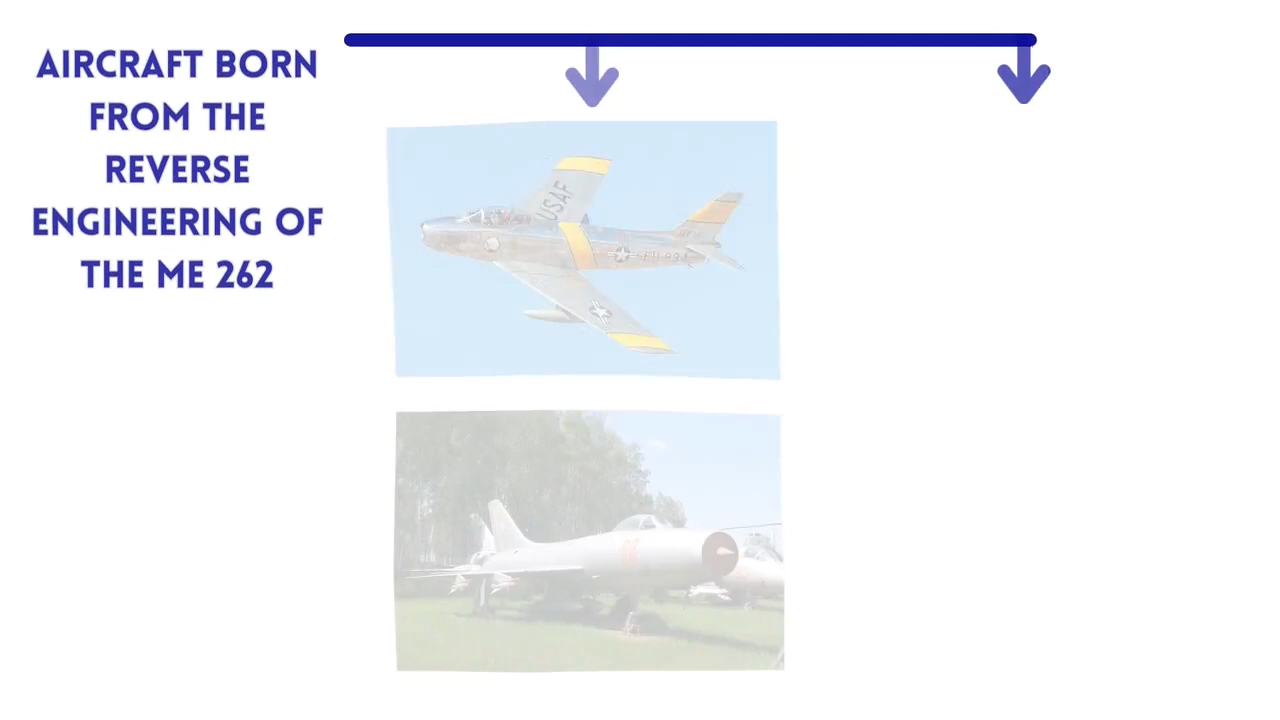 AIRCRAFT BORN
FROM THE
REVERSE
ENGINEERING OF
THE ME 262
USAF